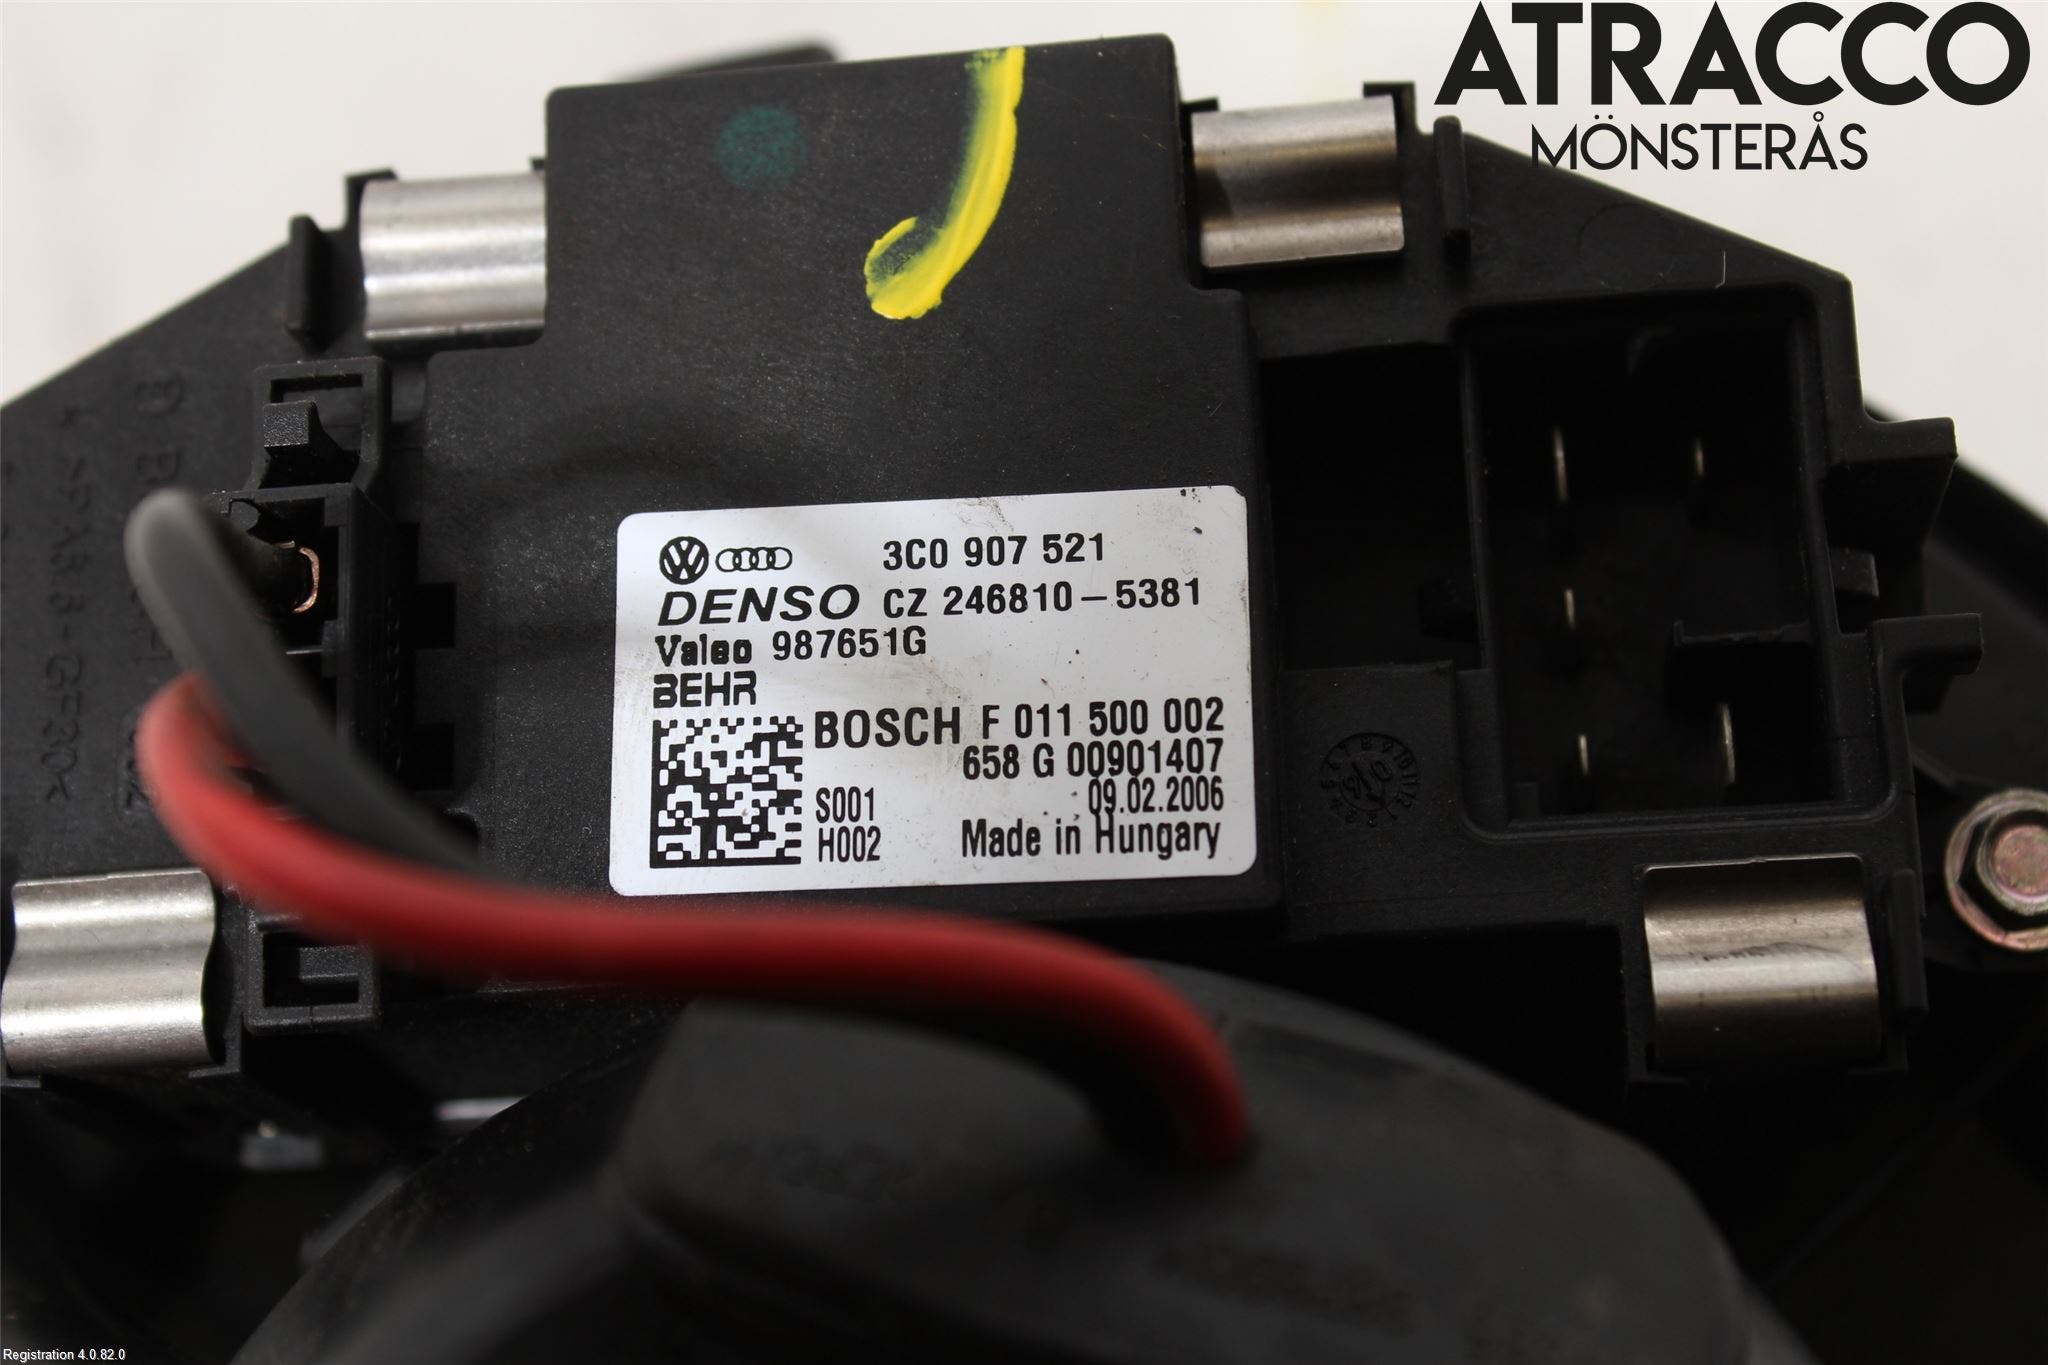 ATRACCO
MÖNSTERÅS
3C0 907 521
DENSO CZ 246810-5381
Valeo 987651G
BEHR
BOSCH F 011 500 002
658 G 00901407
S001 09.02.2006
H002 Made in Hungary
Registration 4.0.82.0